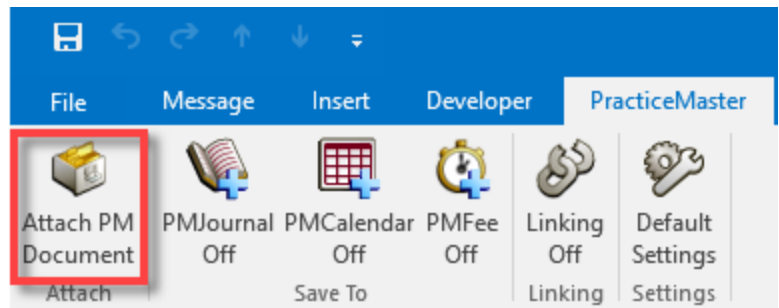 File Message Insert Developer PracticeMaster
Attach PM PMJournal PMCalendar PMFee Linking Default
Document Off Off Off Off Settings
Attach Save To Linking Settings